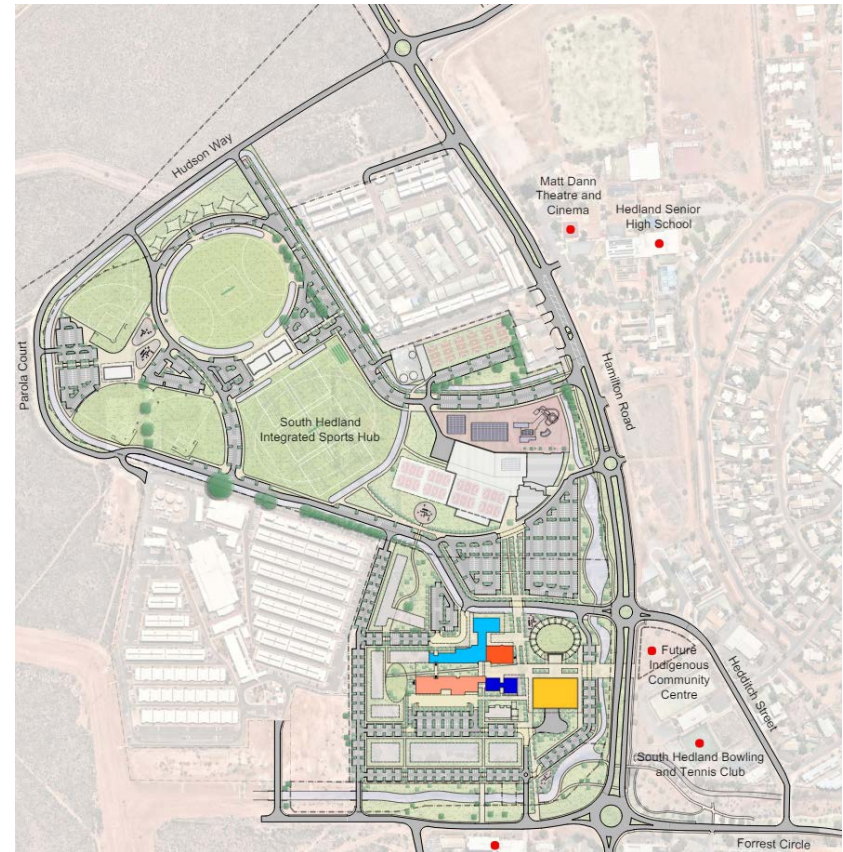 Hudson Way
Matt Dann
Theatre and
Cinema
Hedland Senior
High School
Parola Court
Hamilton Road
South Hedland
Integrated Sports Hub
Future
Indigenous
Community
Centre
Hedditch Street
South Hedland Bowling
and Tennis Club
Forrest Circle